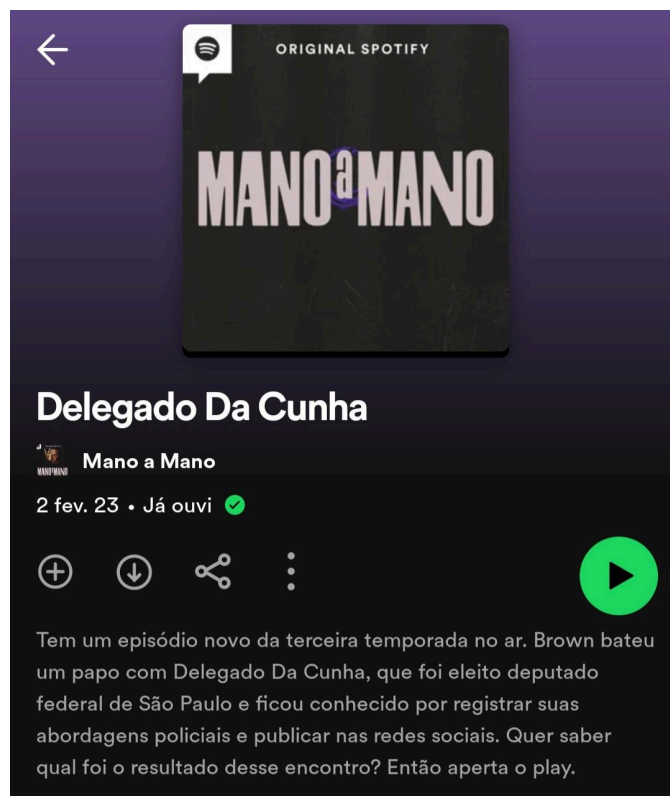 ORIGINAL SPOTIFY
MANO a MANO
Delegado Da Cunha
MANO a MANO
Mano a Mano
2 fev. 23 • Já ouvi
Tem um episódio novo da terceira temporada no ar. Brown bateu
um papo com Delegado Da Cunha, que foi eleito deputado
federal de São Paulo e ficou conhecido por registrar suas
abordagens policiais e publicar nas redes sociais. Quer saber
qual foi o resultado desse encontro? Então aperta o play.